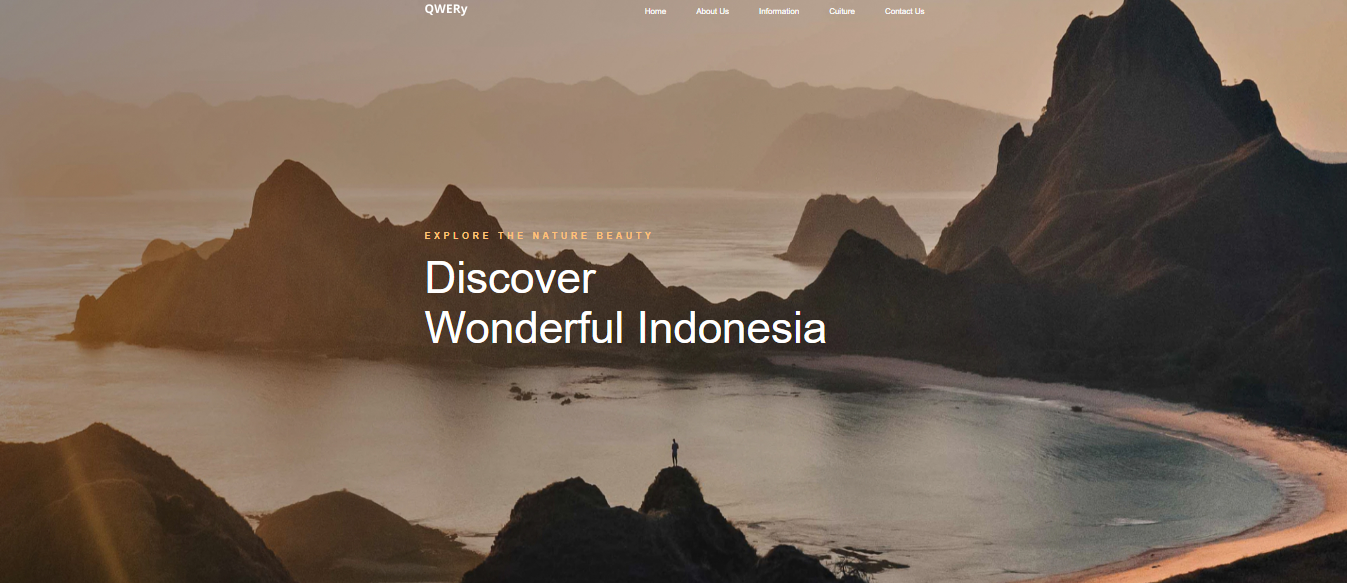 QWERy
Home About Us Information Culture Contact Us
EXPLORE THE NATURE BEAUTY
Discover
Wonderful Indonesia